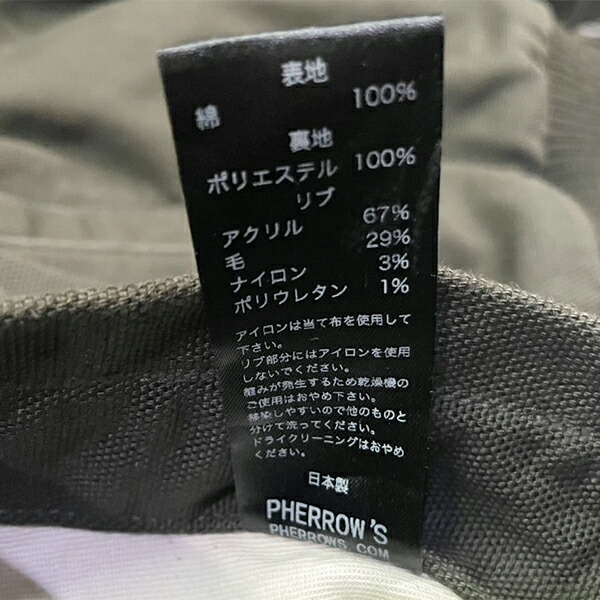 表地
綿 100%
裏地
ポリエステル 100%
リブ
アクリル 67%
毛 29%
ナイロン 3%
ポリウレタン 1%
アイロンは当て布を使用して
下さい。
リブ部分にはアイロンを使用
しないでください。
縮みが発生するため乾燥機の
ご使用はおやめ下さい。
移染しやすいので他のものと
分けて洗ってください。
ドライクリーニングはおやめ
ください。
日本製
PHERROW'S
PHERROWS.COM